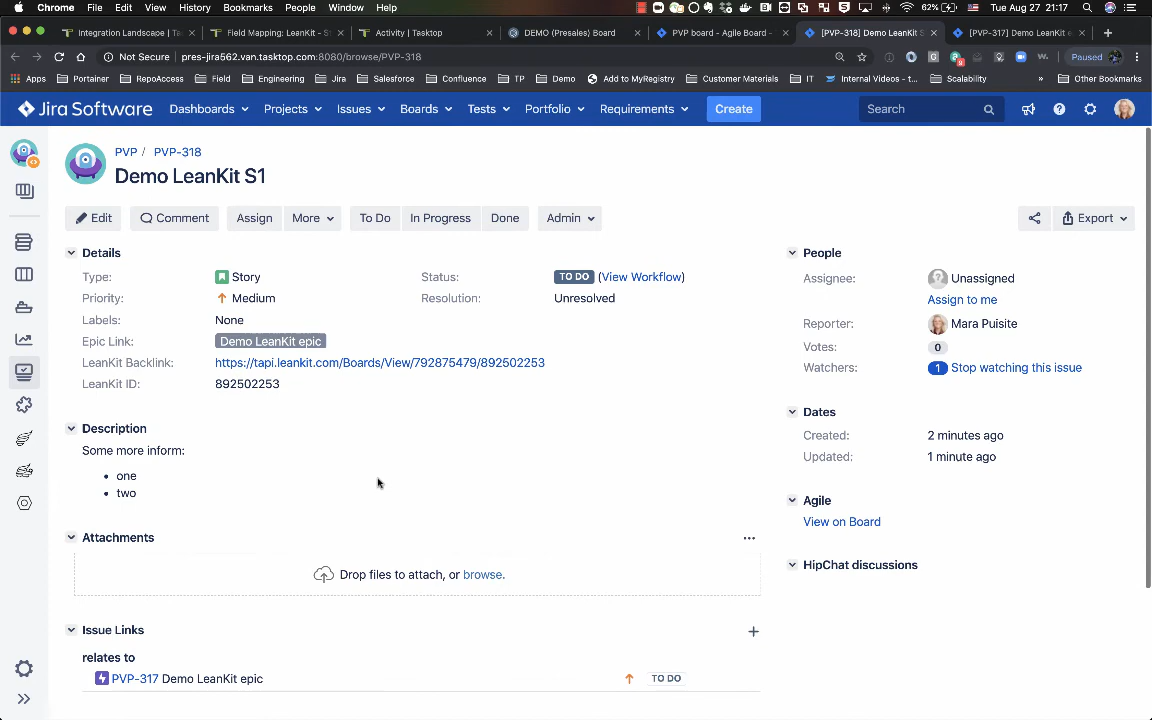 Chrome File Edit View History Bookmarks People Window Help 62% Tue Aug 27 21:17
Integration Landscape | Ta Field Mapping: LeanKit - S Activity | Tasktop DEMO (Presales) Board PVP board - Agile Board - [PVP-318] Demo LeanKit S [PVP-317] Demo LeanKit e
Not Secure pres-jira562.van.tasktop.com:8080/browse/PVP-318 Paused
Apps Portainer RepoAccess Field Engineering Jira Salesforce Confluence TP Demo Add to MyRegistry Customer Materials IT Internal Videos - t... Scalability » Other Bookmarks
Jira Software Dashboards Projects Issues Boards Tests Portfolio Requirements Create Search
PVP / PVP-318
Demo LeanKit S1
Edit Comment Assign More To Do In Progress Done Admin Export
Details
Type: Story Status: TO DO (View Workflow)
Priority: Medium Resolution: Unresolved
Labels: None
Epic Link: Demo LeanKit epic
LeanKit Backlink: https://tapi.leankit.com/Boards/View/792875479/892502253
LeanKit ID: 892502253
Description
Some more inform:
• one
• two
Attachments
Drop files to attach, or browse.
Issue Links
relates to
PVP-317 Demo LeanKit epic TO DO
People
Assignee: Unassigned
Assign to me
Reporter: Mara Puisite
Votes: 0
Watchers: 1 Stop watching this issue
Dates
Created: 2 minutes ago
Updated: 1 minute ago
Agile
View on Board
HipChat discussions